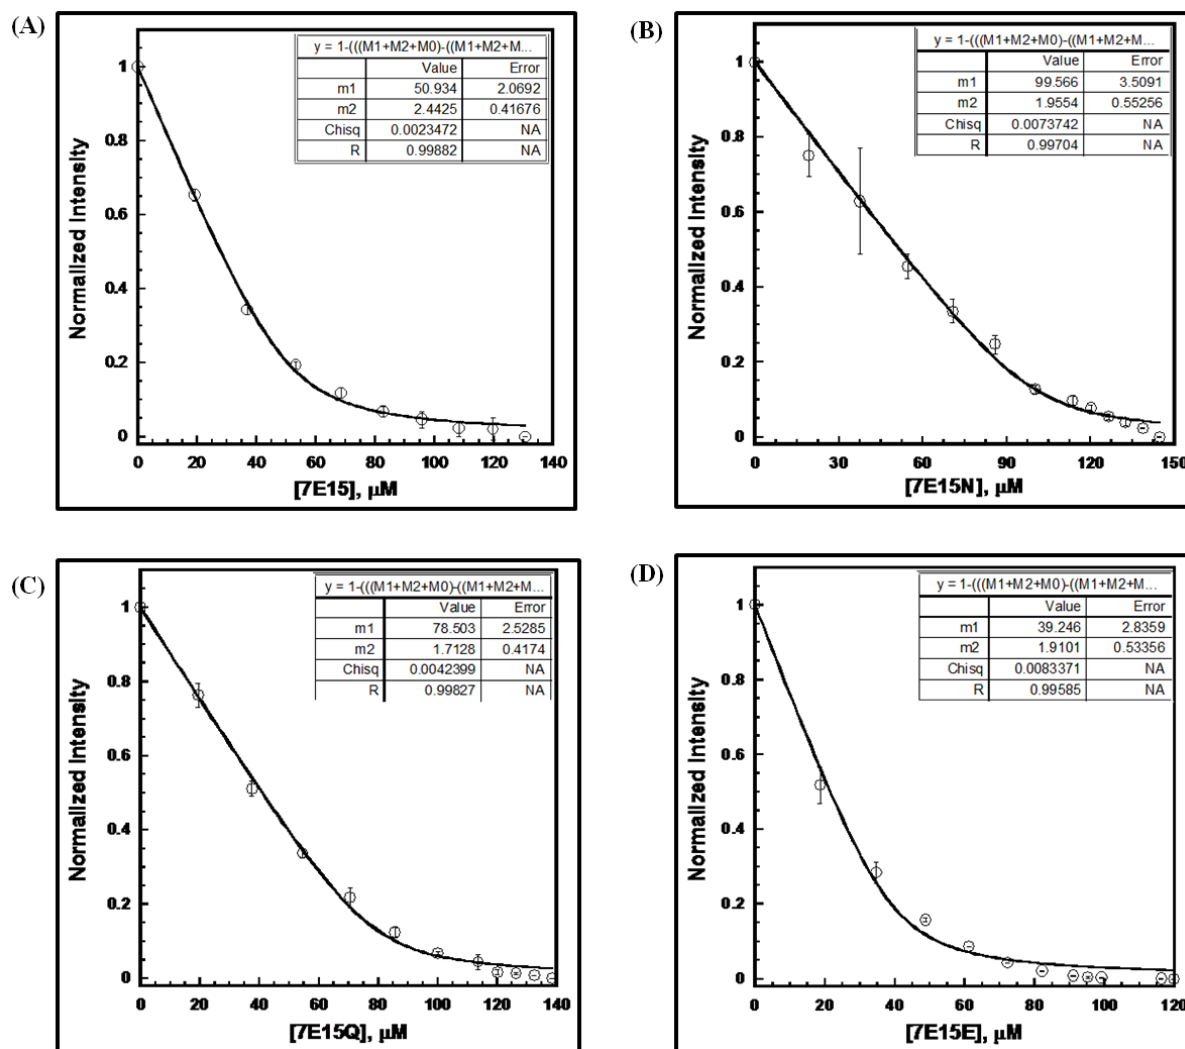 (A)
y = 1-(((M1+M2+M0)-((M1+M2+M...
Value Error
m1 50.934 2.0692
m2 2.4425 0.41676
Chisq 0.0023472 NA
R 0.99882 NA
1
0.8
0.6
0.4
0.2
0
Normalized Intensity
0 20 40 60 80 100 120 140
[7E15], µM
(B)
y = 1-(((M1+M2+M0)-((M1+M2+M...
Value Error
m1 99.566 3.5091
m2 1.9554 0.55256
Chisq 0.0073742 NA
R 0.99704 NA
1
0.8
0.6
0.4
0.2
0
Normalized Intensity
0 30 60 90 120 150
[7E15N], µM
(C)
y = 1-(((M1+M2+M0)-((M1+M2+M...
Value Error
m1 78.503 2.5285
m2 1.7128 0.4174
Chisq 0.0042399 NA
R 0.99827 NA
1
0.8
0.6
0.4
0.2
0
Normalized Intensity
0 20 40 60 80 100 120 140
[7E15Q], µM
(D)
y = 1-(((M1+M2+M0)-((M1+M2+M...
Value Error
m1 39.246 2.8359
m2 1.9101 0.53356
Chisq 0.0083371 NA
R 0.99585 NA
1
0.8
0.6
0.4
0.2
0
Normalized Intensity
0 20 40 60 80 100 120
[7E15E], µM